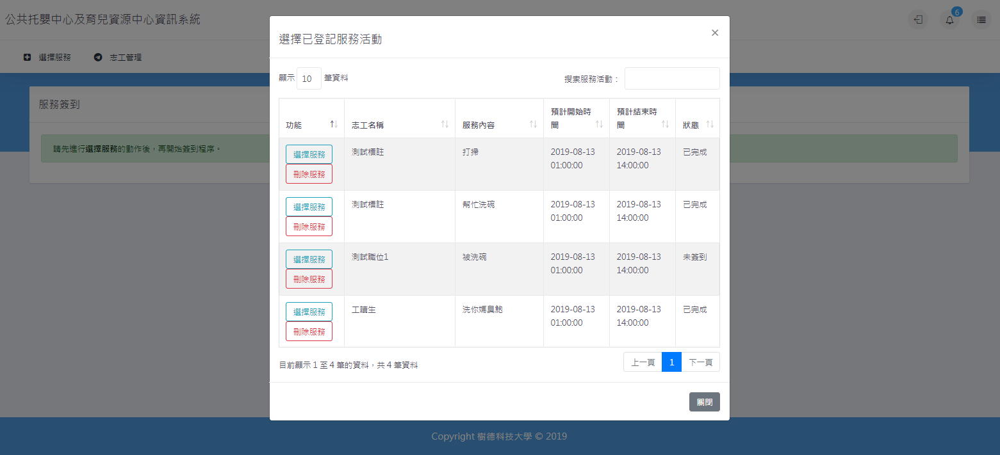 公共托嬰中心及育兒資源中心資訊系統
6
選擇服務 志工管理
服務簽到
請先進行選擇服務的動作後，再開始簽到程序。
選擇已登記服務活動
×
顯示 10 筆資料
搜索服務活動：
功能 志工名稱 服務內容 預計開始時間 預計結束時間 狀態
選擇服務 刪除服務 測試標註 打掃 2019-08-13 01:00:00 2019-08-13 14:00:00 已完成
選擇服務 刪除服務 測試標註 幫忙洗碗 2019-08-13 01:00:00 2019-08-13 14:00:00 已完成
選擇服務 刪除服務 測試職位1 被洗碗 2019-08-13 01:00:00 2019-08-13 14:00:00 未簽到
選擇服務 刪除服務 工讀生 洗你媽臭鮑 2019-08-13 01:00:00 2019-08-13 14:00:00 已完成
目前顯示 1 至 4 筆的資料，共 4 筆資料
上一頁 1 下一頁
關閉
Copyright 樹德科技大學 © 2019